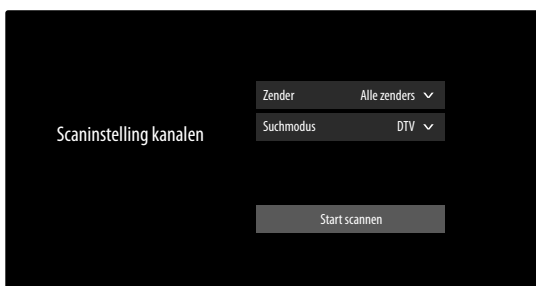 Zender Alle zenders
Scaninstelling kanalen
Suchmodus DTV
Start scannen